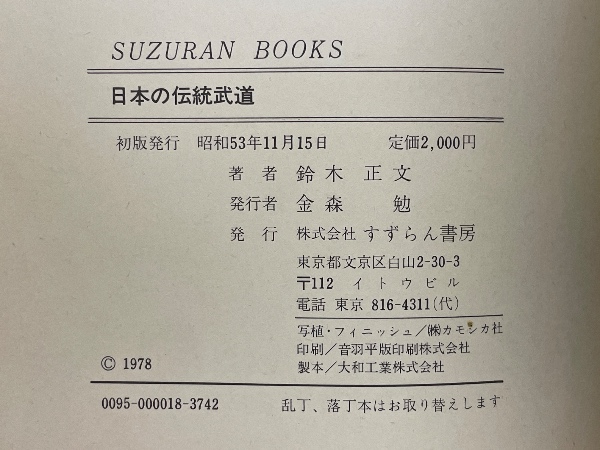 SUZURAN BOOKS
日本の伝統武道
初版発行 昭和53年11月15日 定価2,000円
著者 鈴木正文
発行者 金森勉
発行 株式会社すずらん書房
東京都文京区白山2-30-3
〒112 イトウビル
電話 東京 816-4311(代)
写植・フィニッシュ/㈱カモシカ社
印刷/音羽平版印刷株式会社
製本/大和工業株式会社
© 1978
0095-000018-3742 乱丁、落丁本はお取り替えします